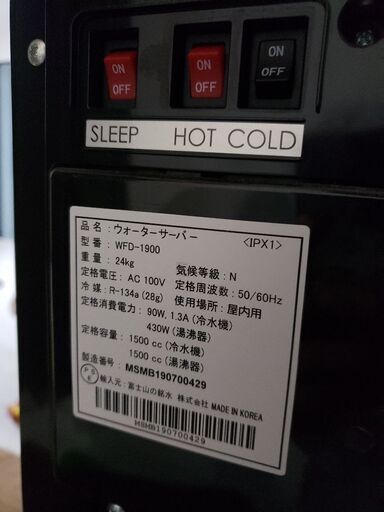 ON ON ON
OFF OFF OFF
SLEEP HOT COLD
品 名 : ウォーターサーバー <IPX1>
型 番 : WFD-1900
重 量 : 24kg 気候等級 : N
定格電圧 : AC 100V 定格周波数 : 50/60Hz
冷 媒 : R-134a (28g) 使用場所 : 屋内用
定格消費電力 : 90W, 1.3A (冷水機)
430W (湯沸器)
定格容量 : 1500 cc (冷水機)
1500 cc (湯沸器)
製造番号 : MSMB190700429
PSE 輸入元 : 富士山の銘水 株式会社 MADE IN KOREA
MSMB190700429